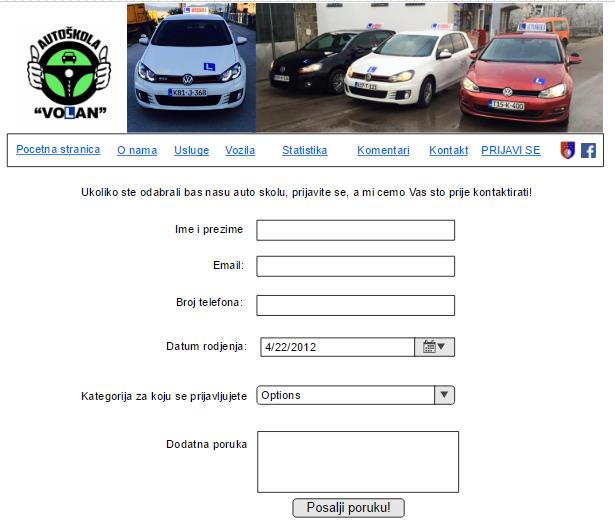 AUTOŠKOLA
"VOLAN"
L
K81-J-368
L
L
L
T15-K-400
Pocetna stranica O nama Usluge Vozila Statistika Komentari Kontakt PRIJAVI SE
Ukoliko ste odabrali bas nasu auto skolu, prijavite se, a mi cemo Vas sto prije kontaktirati!
Ime i prezime
Email:
Broj telefona:
Datum rodjenja: 4/22/2012
Kategorija za koju se prijavljujete Options
Dodatna poruka
Posalji poruku!